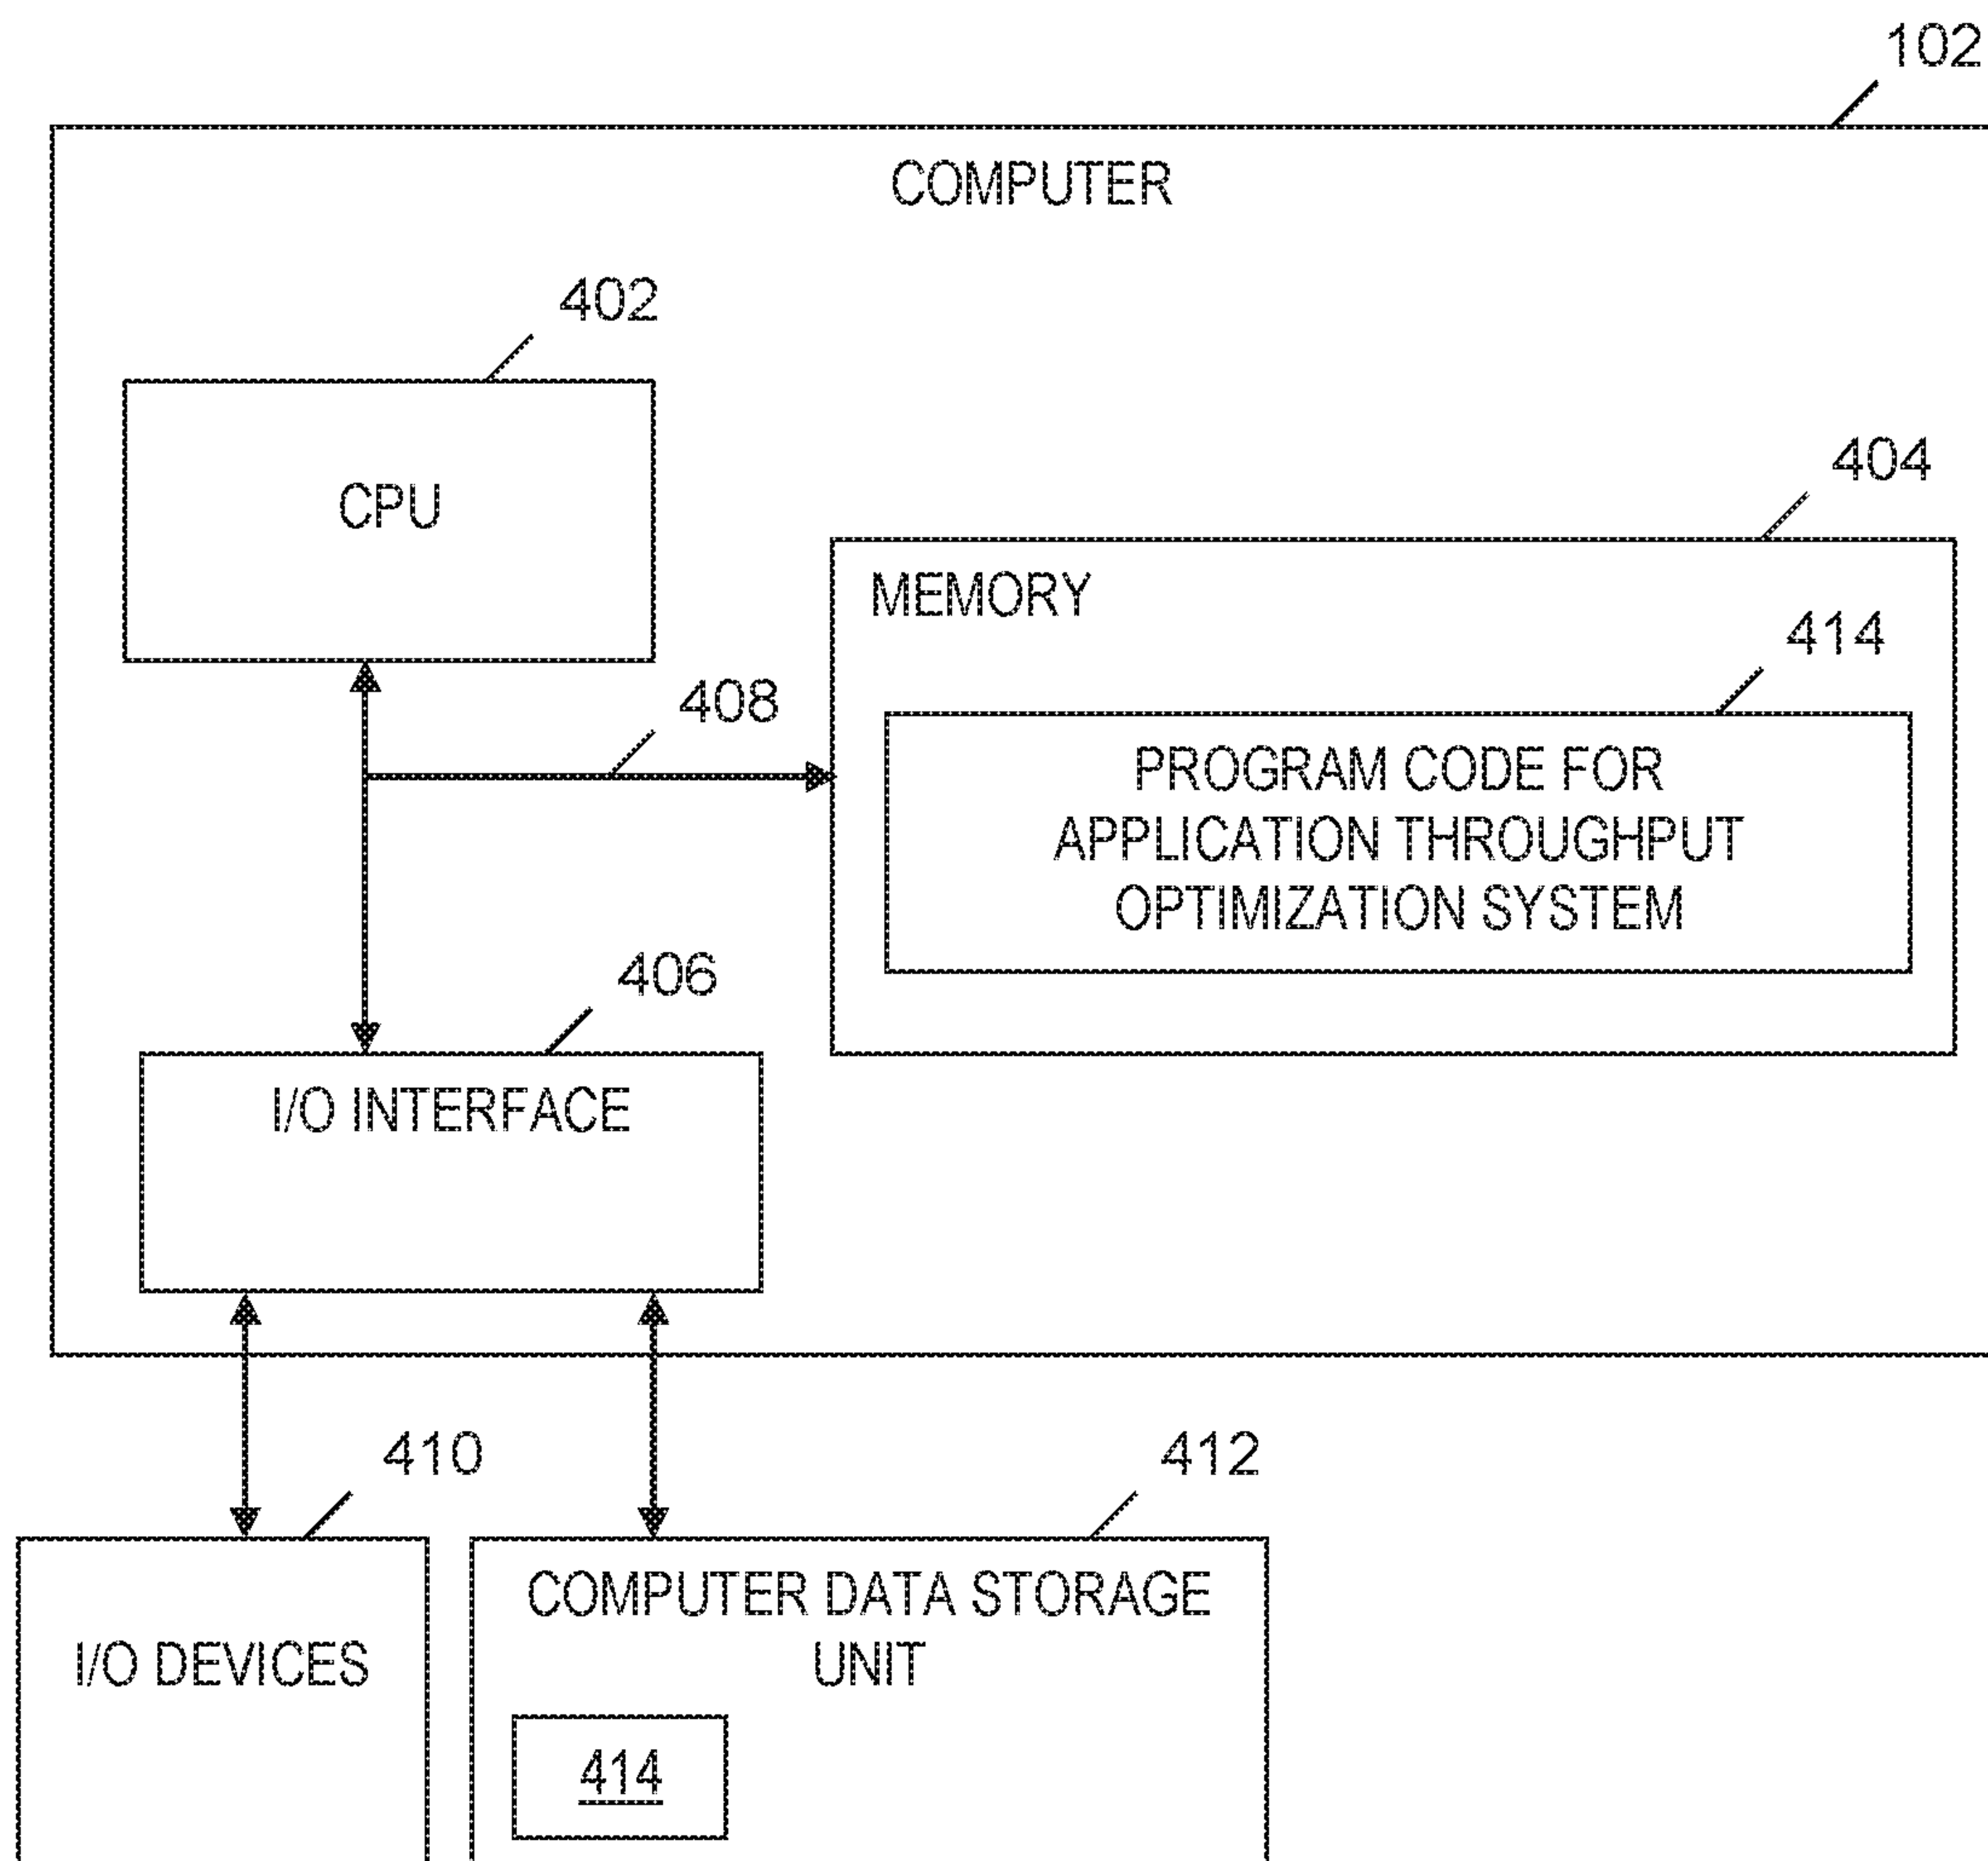 102
COMPUTER
402
CPU
404
MEMORY
414
408
PROGRAM CODE FOR
APPLICATION THROUGHPUT
OPTIMIZATION SYSTEM
406
I/O INTERFACE
410
412
I/O DEVICES
COMPUTER DATA STORAGE
UNIT
414